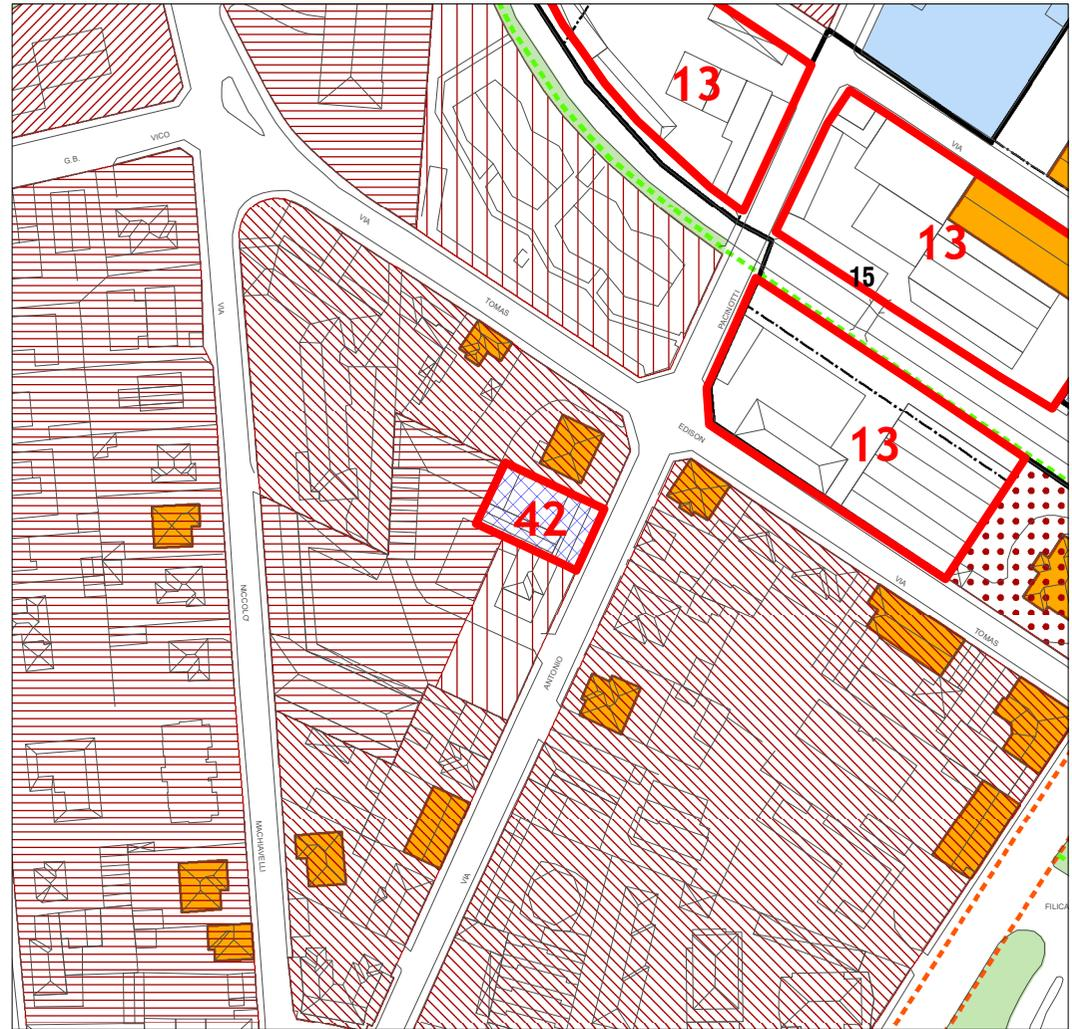 13
VICO
G.B.
VIA
13
VIA
15
VIA
TOMAS
PACINOTTI
EDISON
13
42
VIA
TOMAS
NICCOLO'
ANTONIO
MACHIAVELLI
VIA
FILICA